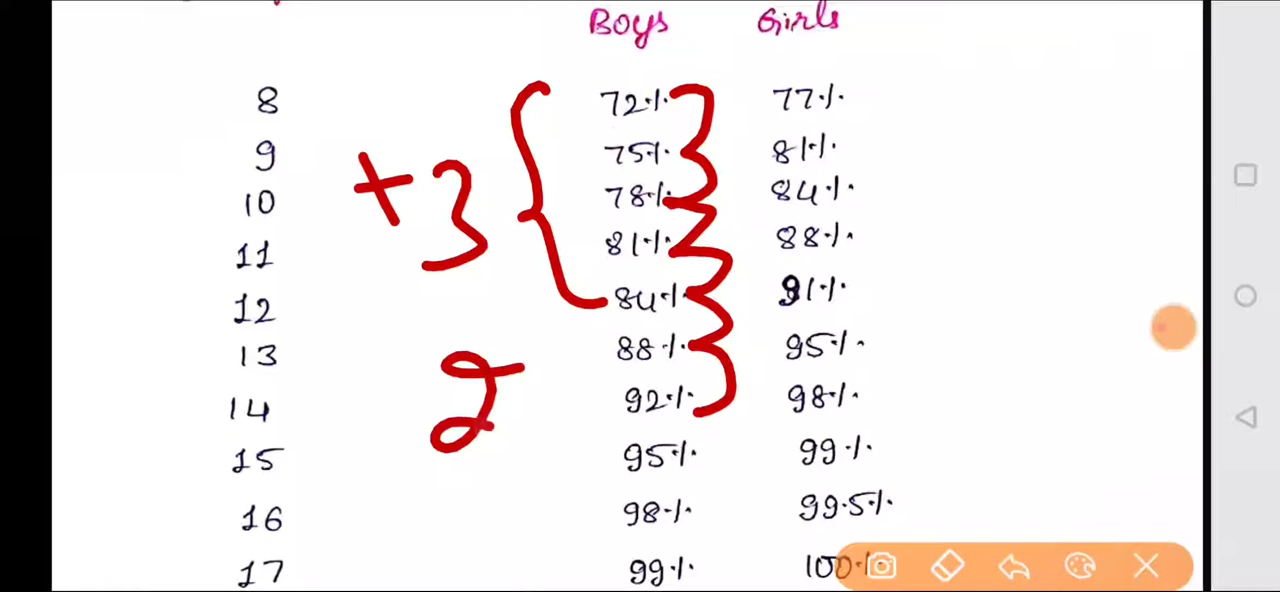 Boys Girls
8 72% 77%
9 75% 81%
10 78% 84%
11 81% 88%
12 84% 91%
13 88% 95%
14 92% 98%
15 95% 99%
16 98% 99.5%
17 99% 100%
+3
2